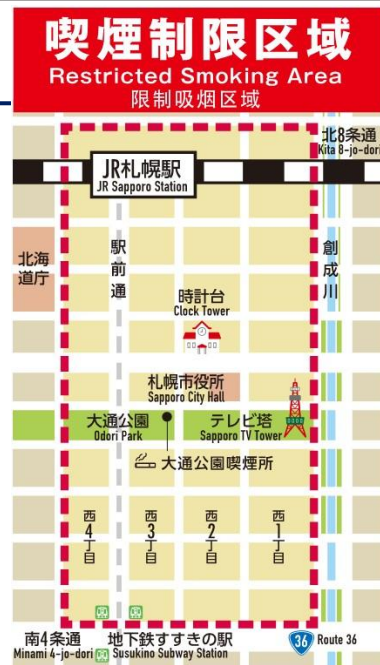 喫煙制限区域
Restricted Smoking Area
限制吸烟区域
北8条通
Kita 8-jo-dori
JR札幌駅
JR Sapporo Station
北海道庁
駅前通
創成川
時計台
Clock Tower
札幌市役所
Sapporo City Hall
大通公園
Odori Park
テレビ塔
Sapporo TV Tower
大通公園喫煙所
西4丁目
西3丁目
西2丁目
西1丁目
南4条通
Minami 4-jo-dori
地下鉄すすきの駅
Susukino Subway Station
36
Route 36